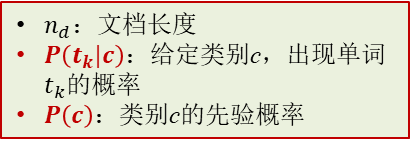 • n_d：文档长度
• P(t_k|c)：给定类别c，出现单词
t_k的概率
• P(c)：类别c的先验概率